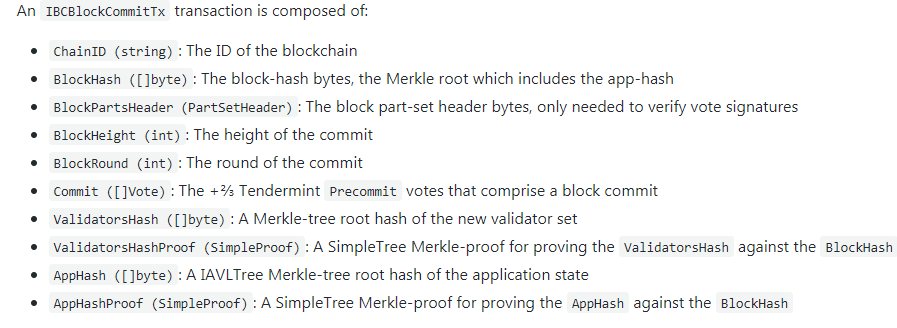 An IBCBlockCommitTx transaction is composed of:
• ChainID (string) : The ID of the blockchain
• BlockHash ([]byte) : The block-hash bytes, the Merkle root which includes the app-hash
• BlockPartsHeader (PartSetHeader) : The block part-set header bytes, only needed to verify vote signatures
• BlockHeight (int) : The height of the commit
• BlockRound (int) : The round of the commit
• Commit ([]Vote) : The +⅔ Tendermint Precommit votes that comprise a block commit
• ValidatorsHash ([]byte) : A Merkle-tree root hash of the new validator set
• ValidatorsHashProof (SimpleProof) : A SimpleTree Merkle-proof for proving the ValidatorsHash against the BlockHash
• AppHash ([]byte) : A IAVLTree Merkle-tree root hash of the application state
• AppHashProof (SimpleProof) : A SimpleTree Merkle-proof for proving the AppHash against the BlockHash